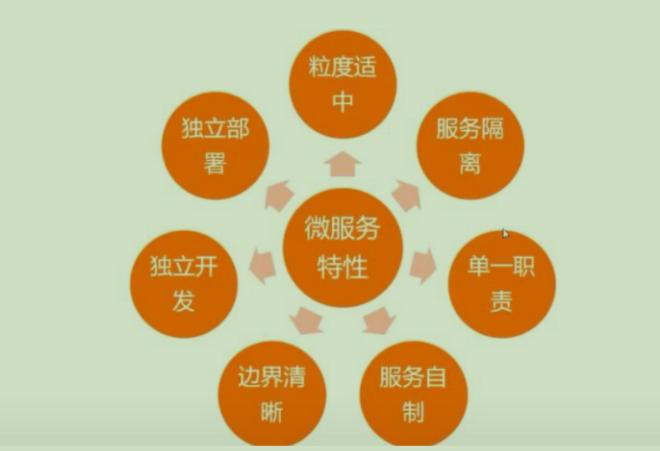 粒度适
中
服务隔
离
单一职
责
服务自
制
边界清
晰
独立开
发
独立部
署
微服务
特性